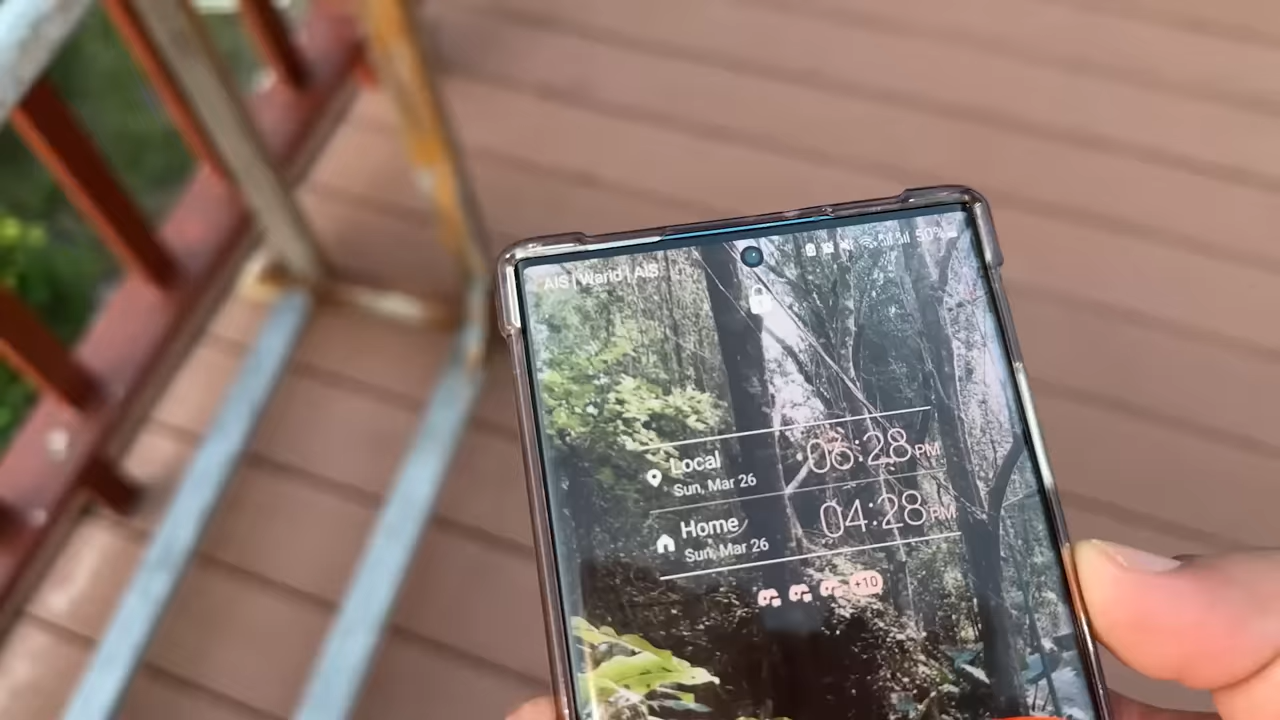 AIS | Warid | AIS 50%
Local 06:28 PM
Sun, Mar 26
Home 04:28 PM
Sun, Mar 26
+10